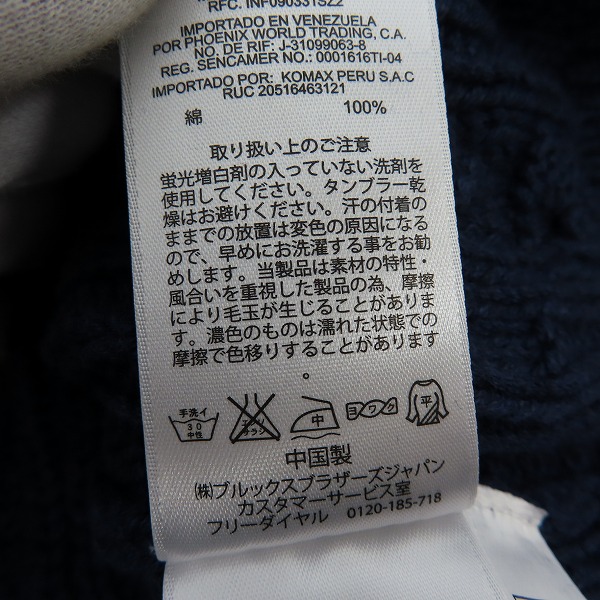 RFC. INF090331SZ2
IMPORTADO EN VENEZUELA
POR PHOENIX WORLD TRADING, C.A
NO. DE RIF: J-31099063-8
REG. SENCAMER NO.: 0001616TI-04
IMPORTADO POR: KOMAX PERU S.A.C
RUC 20516463121
綿 100%
取り扱い上のご注意
蛍光増白剤の入っていない洗剤を
使用してください。タンブラー乾
燥はお避けください。汗の付着の
ままでの放置は変色の原因になる
ので、早めにお洗濯する事をお勧
めします。当製品は素材の特性・
風合いを重視した製品の為、摩擦
により毛玉が生じることがありま
す。濃色のものは濡れた状態での
摩擦で色移りすることがあります
。
手洗イ 30 中性 エンソ サラシ 中 ヨワク 平
中国製
㈱ブルックスブラザーズジャパン
カスタマーサービス室
フリーダイヤル 0120-185-718